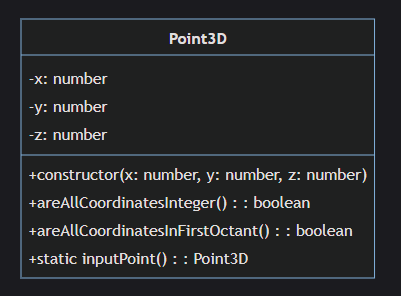 Point3D
-x: number
-y: number
-z: number
+constructor(x: number, y: number, z: number)
+areAllCoordinatesInteger() : : boolean
+areAllCoordinatesInFirstOctant() : : boolean
+static inputPoint() : : Point3D